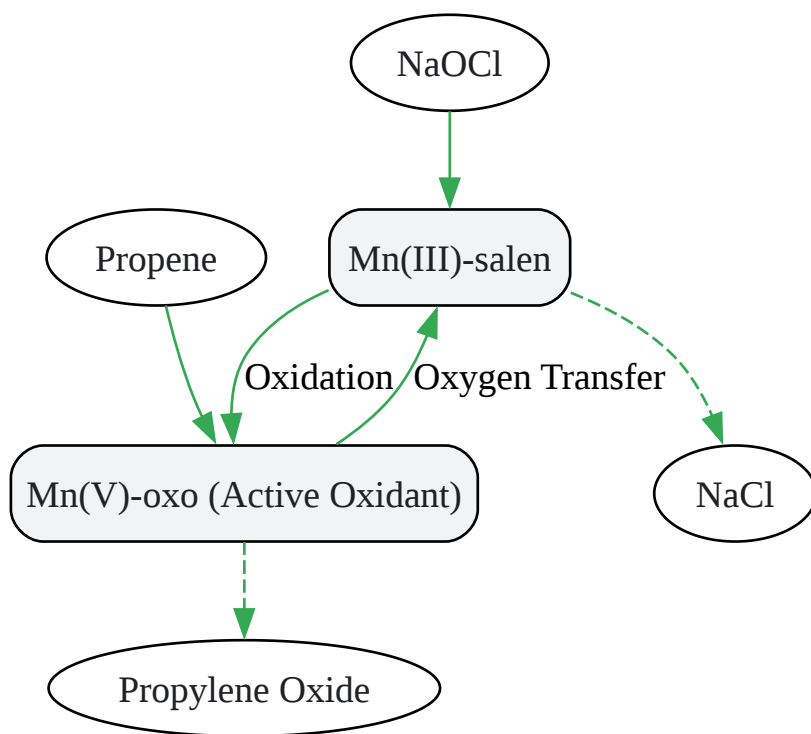 NaOCl
Propene
Mn(III)-salen
Oxidation
Oxygen Transfer
Mn(V)-oxo (Active Oxidant)
NaCl
Propylene Oxide